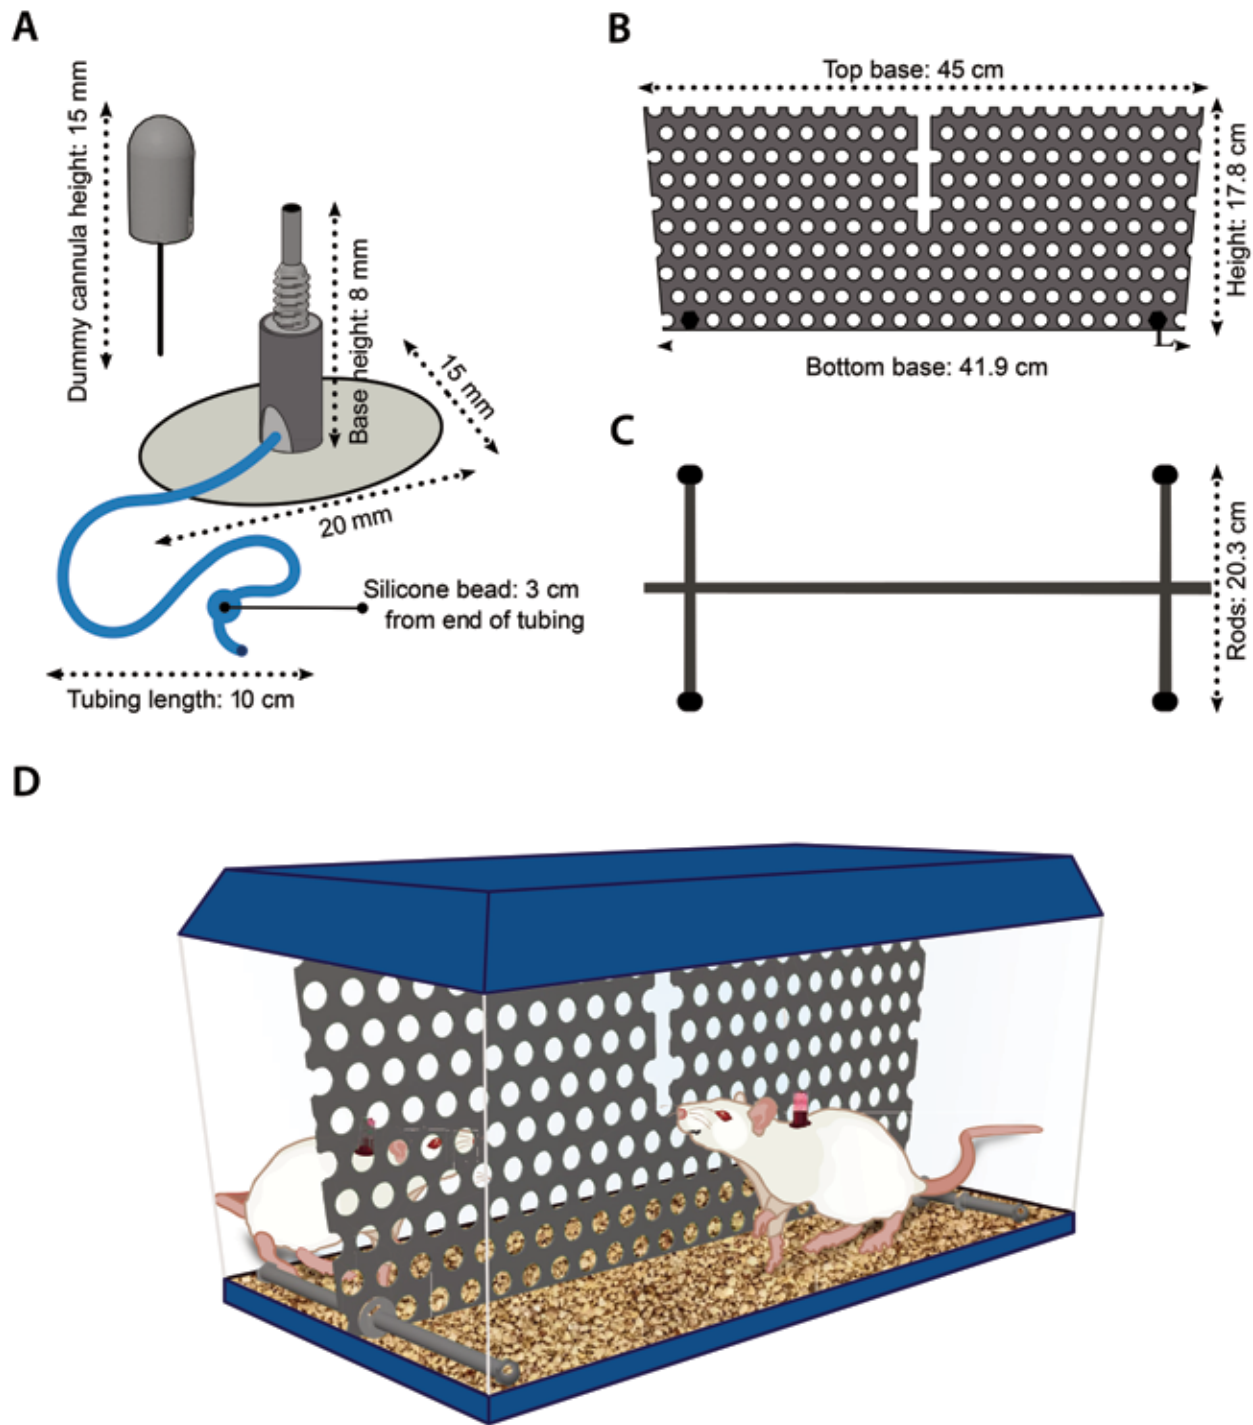 A
Dummy cannula height: 15 mm
Base height: 8 mm
15 mm
20 mm
Silicone bead: 3 cm
from end of tubing
Tubing length: 10 cm
B
Top base: 45 cm
Height: 17.8 cm
L
Bottom base: 41.9 cm
C
Rods: 20.3 cm
D